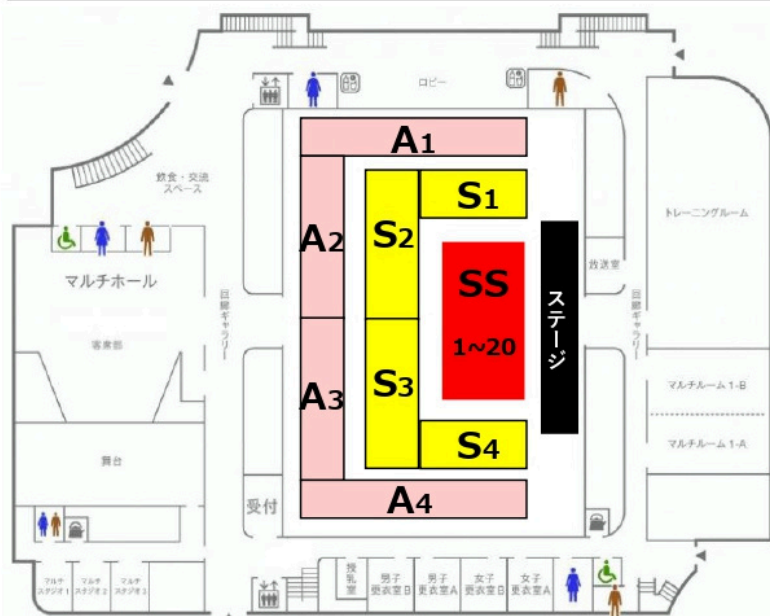 ロビー
A1
飲食・交流
スペース
S1
S2
A2
トレーニングルーム
SS
1~20
ステージ
放送室
マルチホール
回廊ギャラリー
回廊ギャラリー
客席部
S3
A3
マルチルーム 1-B
S4
マルチルーム 1-A
舞台
A4
受付
マルチ
スタジオ1
マルチ
スタジオ2
マルチ
スタジオ3
授乳室
男子
更衣室B
男子
更衣室A
女子
更衣室B
女子
更衣室A